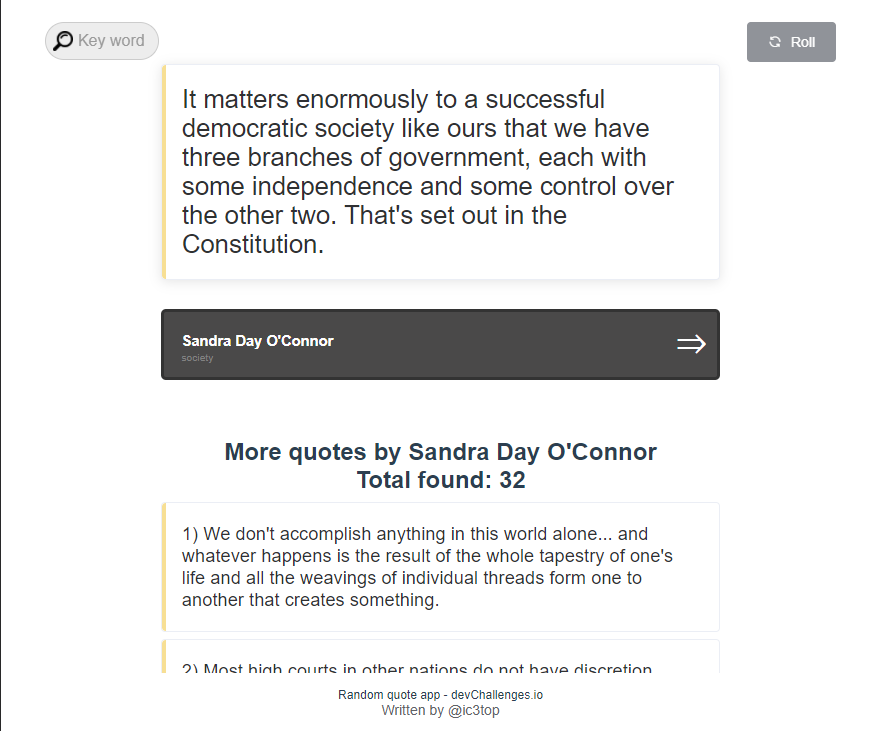 Key word
Roll
It matters enormously to a successful
democratic society like ours that we have
three branches of government, each with
some independence and some control over
the other two. That's set out in the
Constitution.
Sandra Day O'Connor
society
More quotes by Sandra Day O'Connor
Total found: 32
1) We don't accomplish anything in this world alone... and
whatever happens is the result of the whole tapestry of one's
life and all the weavings of individual threads form one to
another that creates something.
2) Most high courts in other nations do not have discretion
Random quote app - devChallenges.io
Written by @ic3top